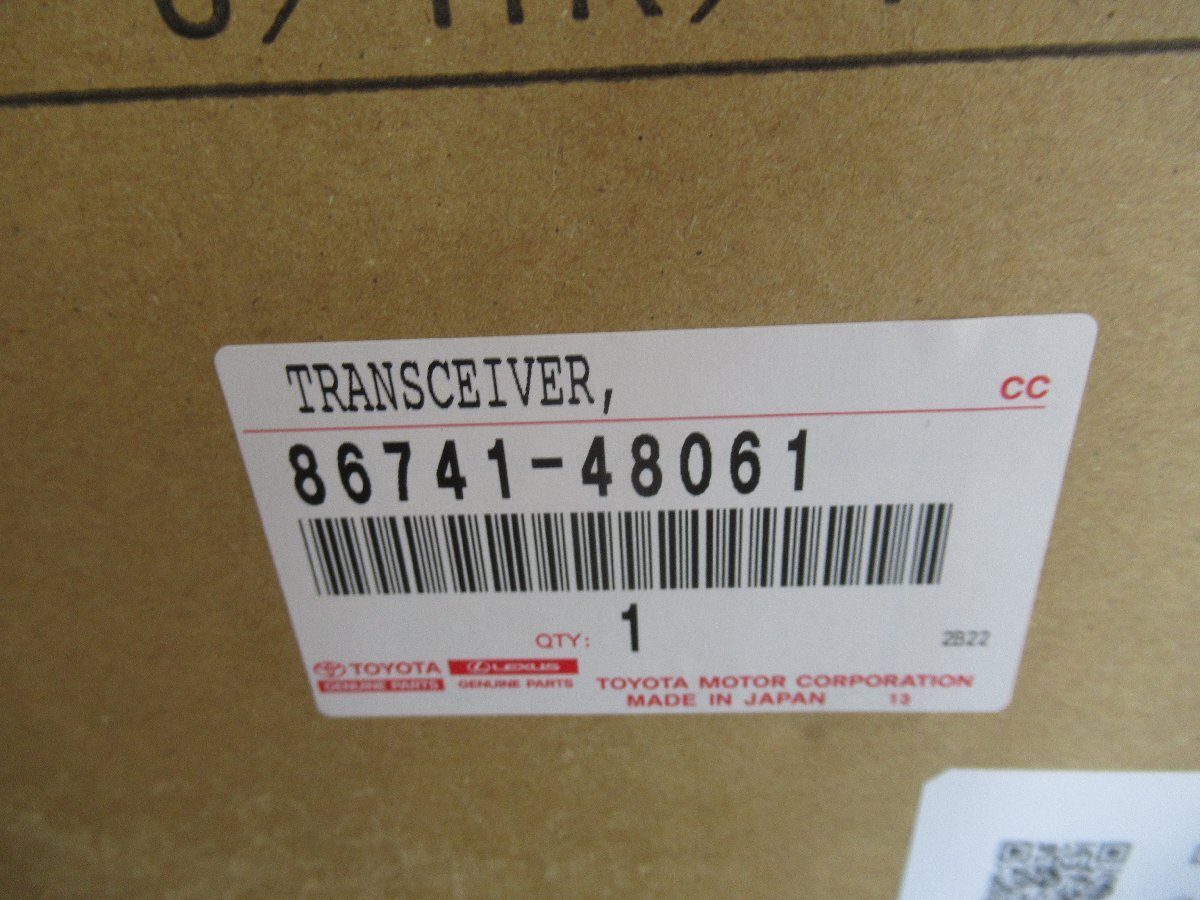 TRANSCEIVER,
CC
86741-48061
QTY: 1
2B22
TOYOTA
GENUINE PARTS
LEXUS
GENUINE PARTS
TOYOTA MOTOR CORPORATION
MADE IN JAPAN 13